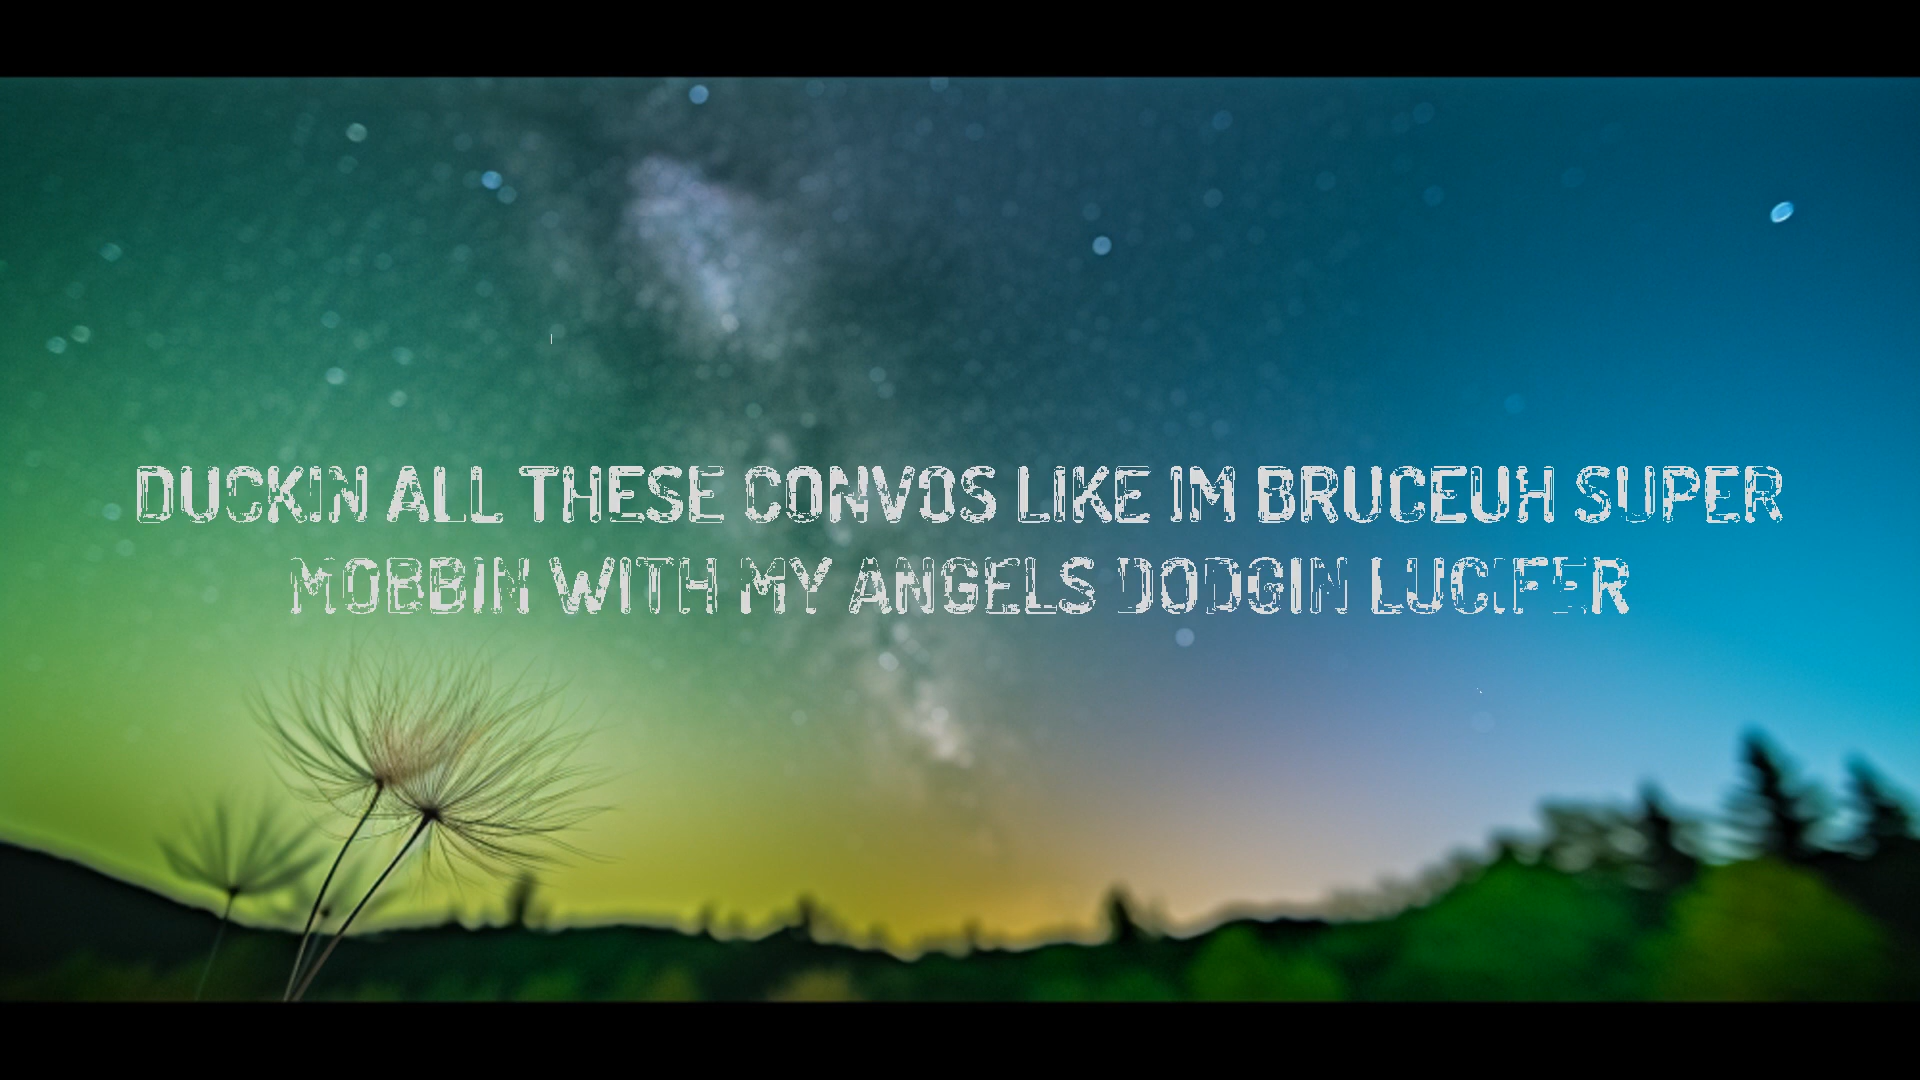 DUCKIN ALL THESE CONVOS LIKE IM BRUCEUH SUPER
MOBBIN WITH MY ANGELS DODGIN LUCIFER